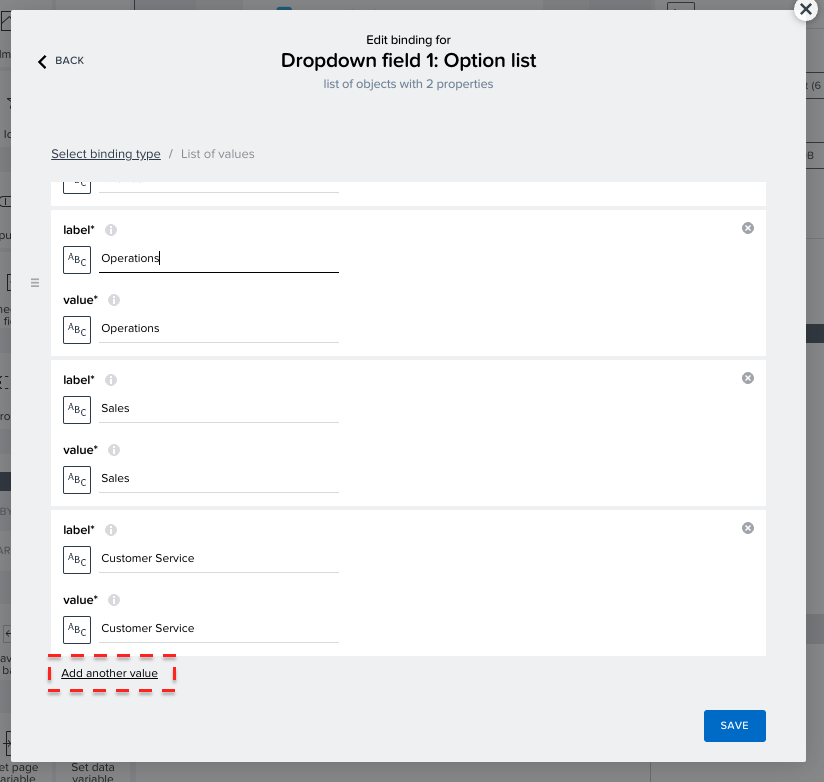 Edit binding for
BACK
Dropdown field 1: Option list
list of objects with 2 properties
Select binding type / List of values
label*
ABC Operations
value*
ABC Operations
label*
ABC Sales
value*
ABC Sales
label*
ABC Customer Service
value*
ABC Customer Service
Add another value
SAVE
et page
Set data
variable